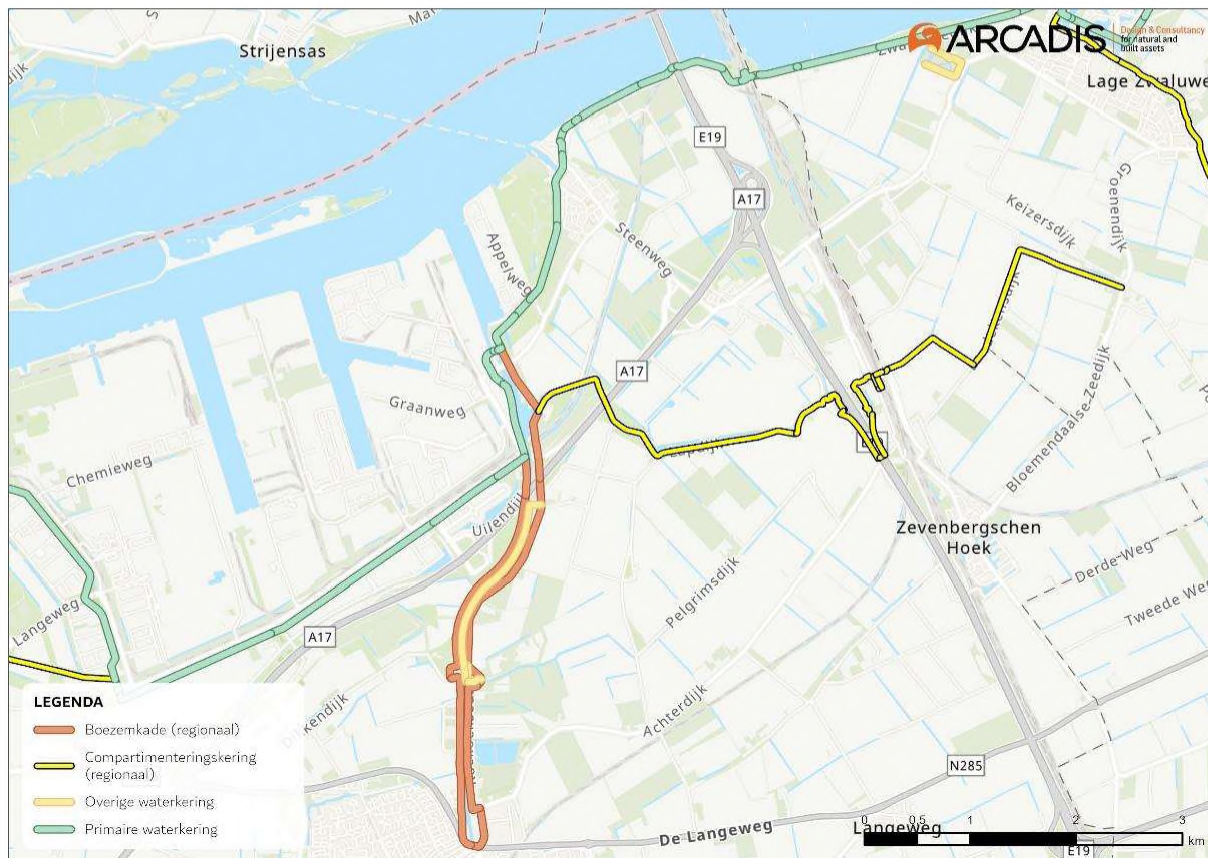 Strijensas
ARCADIS
Design & Consultancy
for natural and
built assets
Lage Zwaluwe
E19
A17
Groenendijk
Keizersdijk
Steenweg
Appelweg
A17
Graanweg
Chemieweg
Bloemendaalse-Zeedijk
Uilendijk
Zevenbergschen
Hoek
Derde Weg
Pelgrimsdijk
Tweede We
Langeweg
A17
Achterdijk
N285
De Langeweg
Langeweg
E19
LEGENDA
Boezemkade (regionaal)
Compartimenteringskering
(regionaal)
Overige waterkering
Primaire waterkering
0 0,5 1 2 3
km